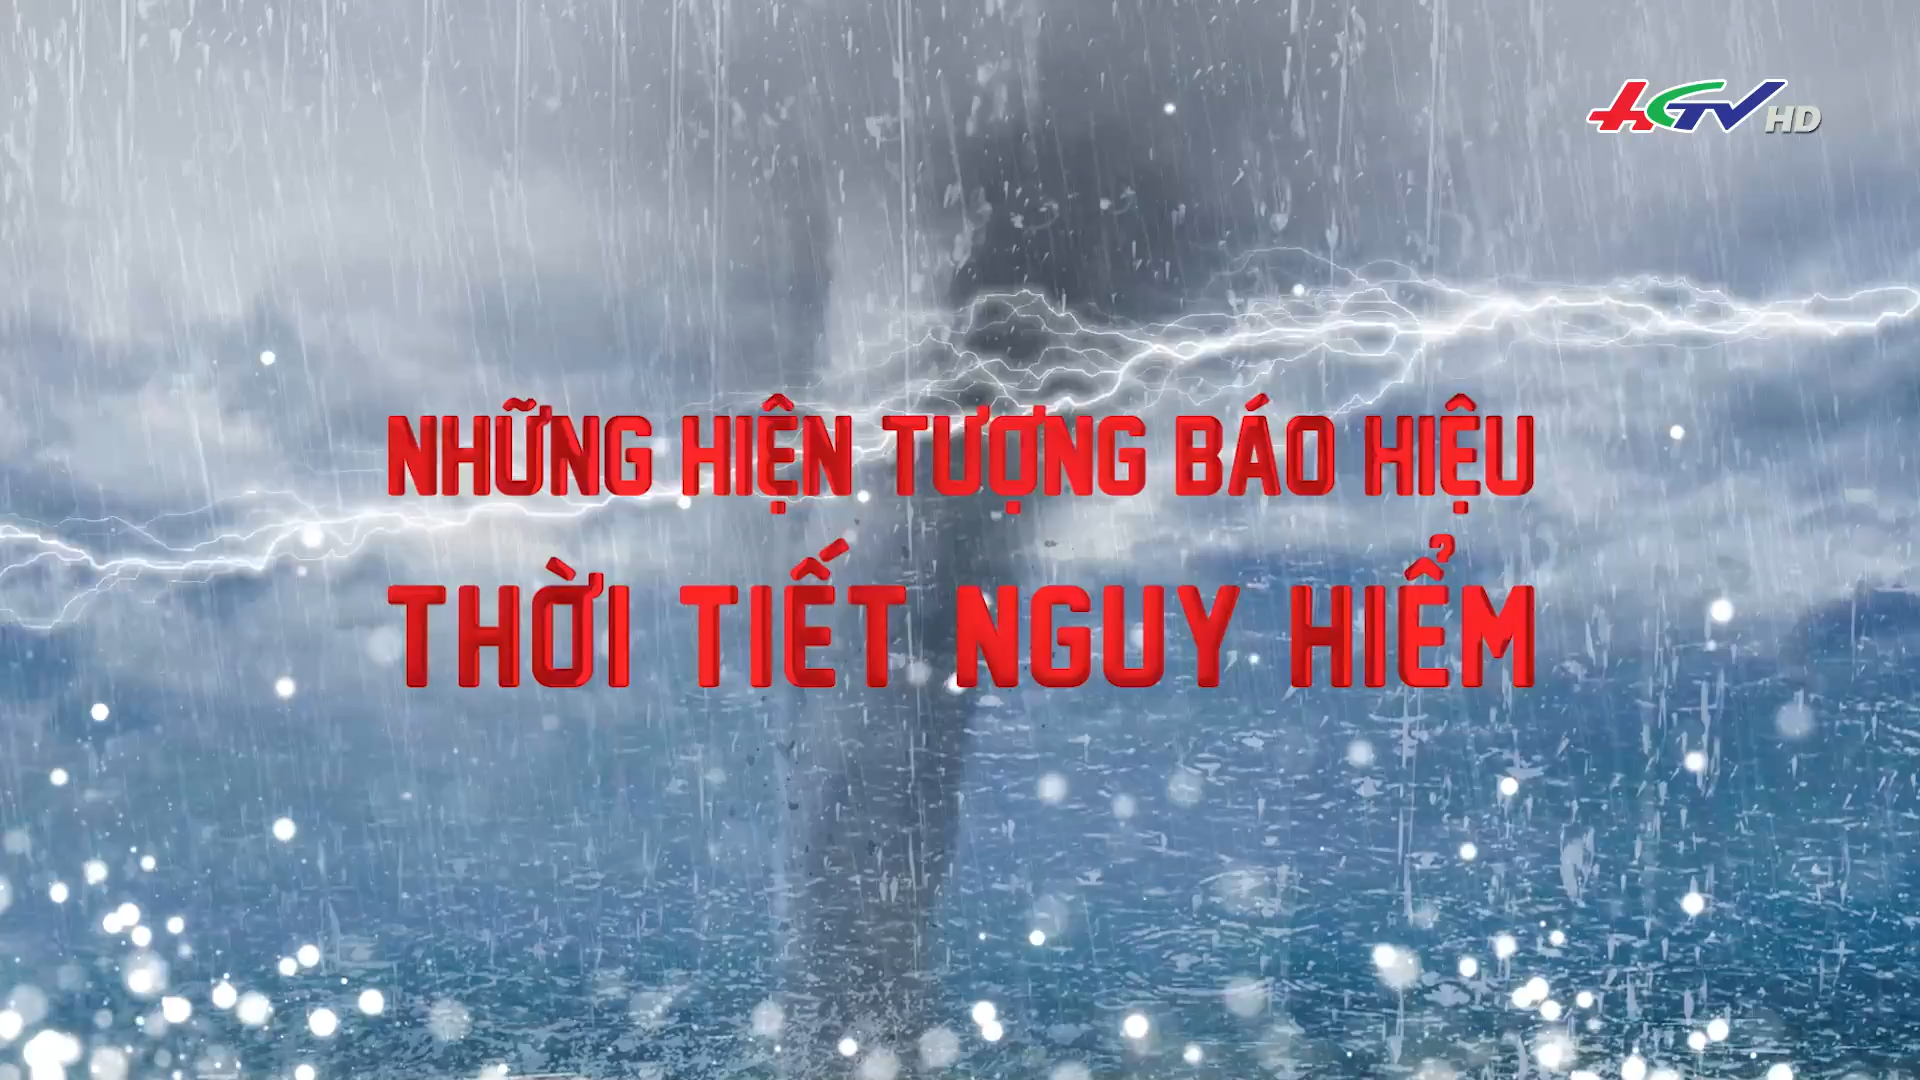 HGTV HD
NHỮNG HIỆN TƯỢNG BÁO HIỆU
THỜI TIẾT NGUY HIỂM